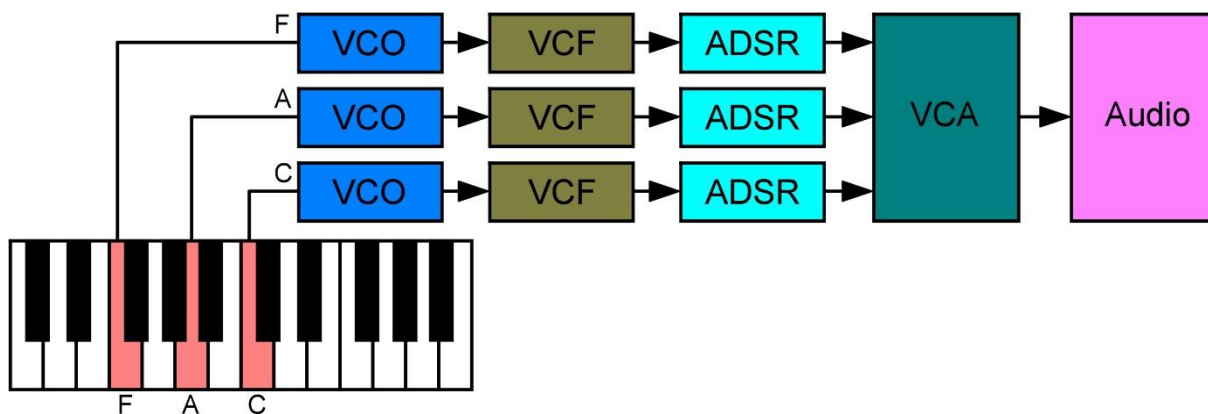 F VCO VCF ADSR
A VCO VCF ADSR VCA Audio
C VCO VCF ADSR
F A C